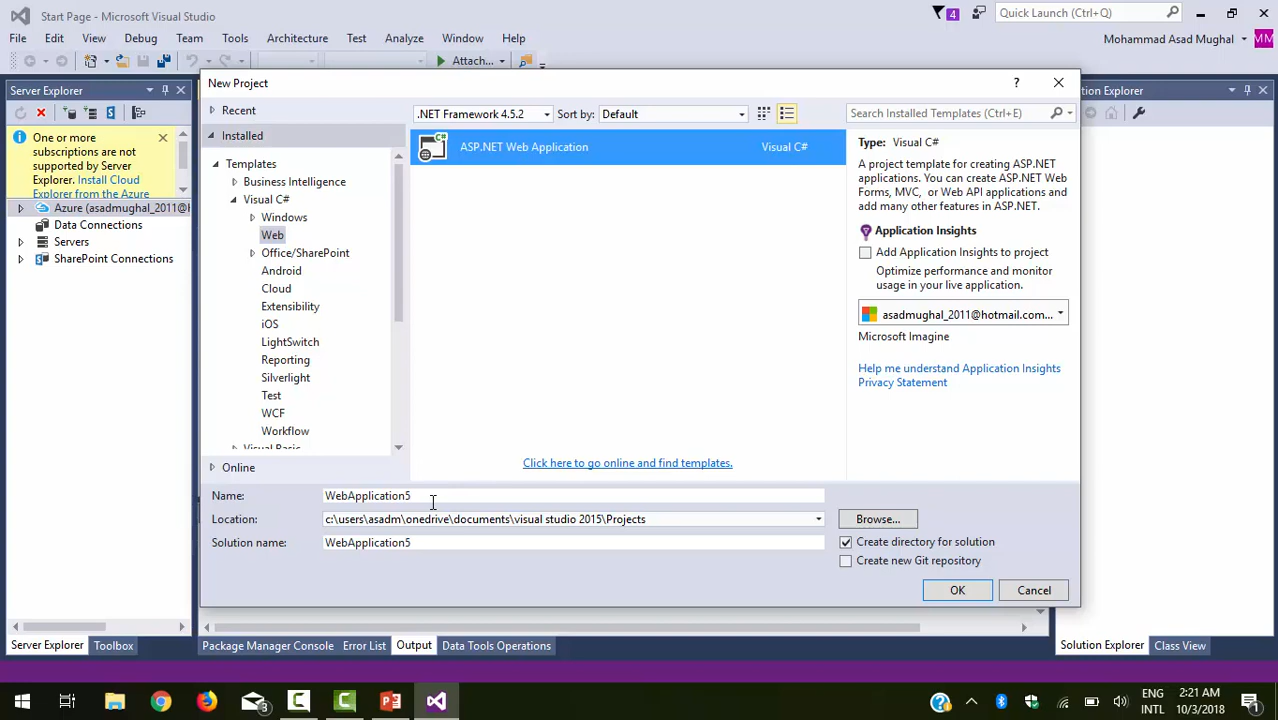 Start Page - Microsoft Visual Studio
4
Quick Launch (Ctrl+Q)
File Edit View Debug Team Tools Architecture Test Analyze Window Help
Mohammad Asad Mughal
MM
Attach...
Server Explorer
One or more
subscriptions are not
supported by Server
Explorer. Install Cloud
Explorer from the Azure
Azure (asadmughal_2011@h
Data Connections
Servers
SharePoint Connections
New Project
?
Recent
Installed
.NET Framework 4.5.2
Sort by: Default
Search Installed Templates (Ctrl+E)
Templates
Business Intelligence
Visual C#
Windows
Web
Office/SharePoint
Android
Cloud
Extensibility
iOS
LightSwitch
Reporting
Silverlight
Test
WCF
Workflow
Visual Basic
Online
C#
ASP.NET Web Application Visual C#
Click here to go online and find templates.
Type: Visual C#
A project template for creating ASP.NET
applications. You can create ASP.NET Web
Forms, MVC, or Web API applications and
add many other features in ASP.NET.
Application Insights
Add Application Insights to project
Optimize performance and monitor
usage in your live application.
asadmughal_2011@hotmail.com...
Microsoft Imagine
Help me understand Application Insights
Privacy Statement
Name: WebApplication5
Location: c:\users\asadm\onedrive\documents\visual studio 2015\Projects
Browse...
Solution name: WebApplication5
Create directory for solution
Create new Git repository
OK
Cancel
ution Explorer
Server Explorer Toolbox
Package Manager Console Error List Output Data Tools Operations
Solution Explorer Class View
3
ENG
INTL
2:21 AM
10/3/2018
1